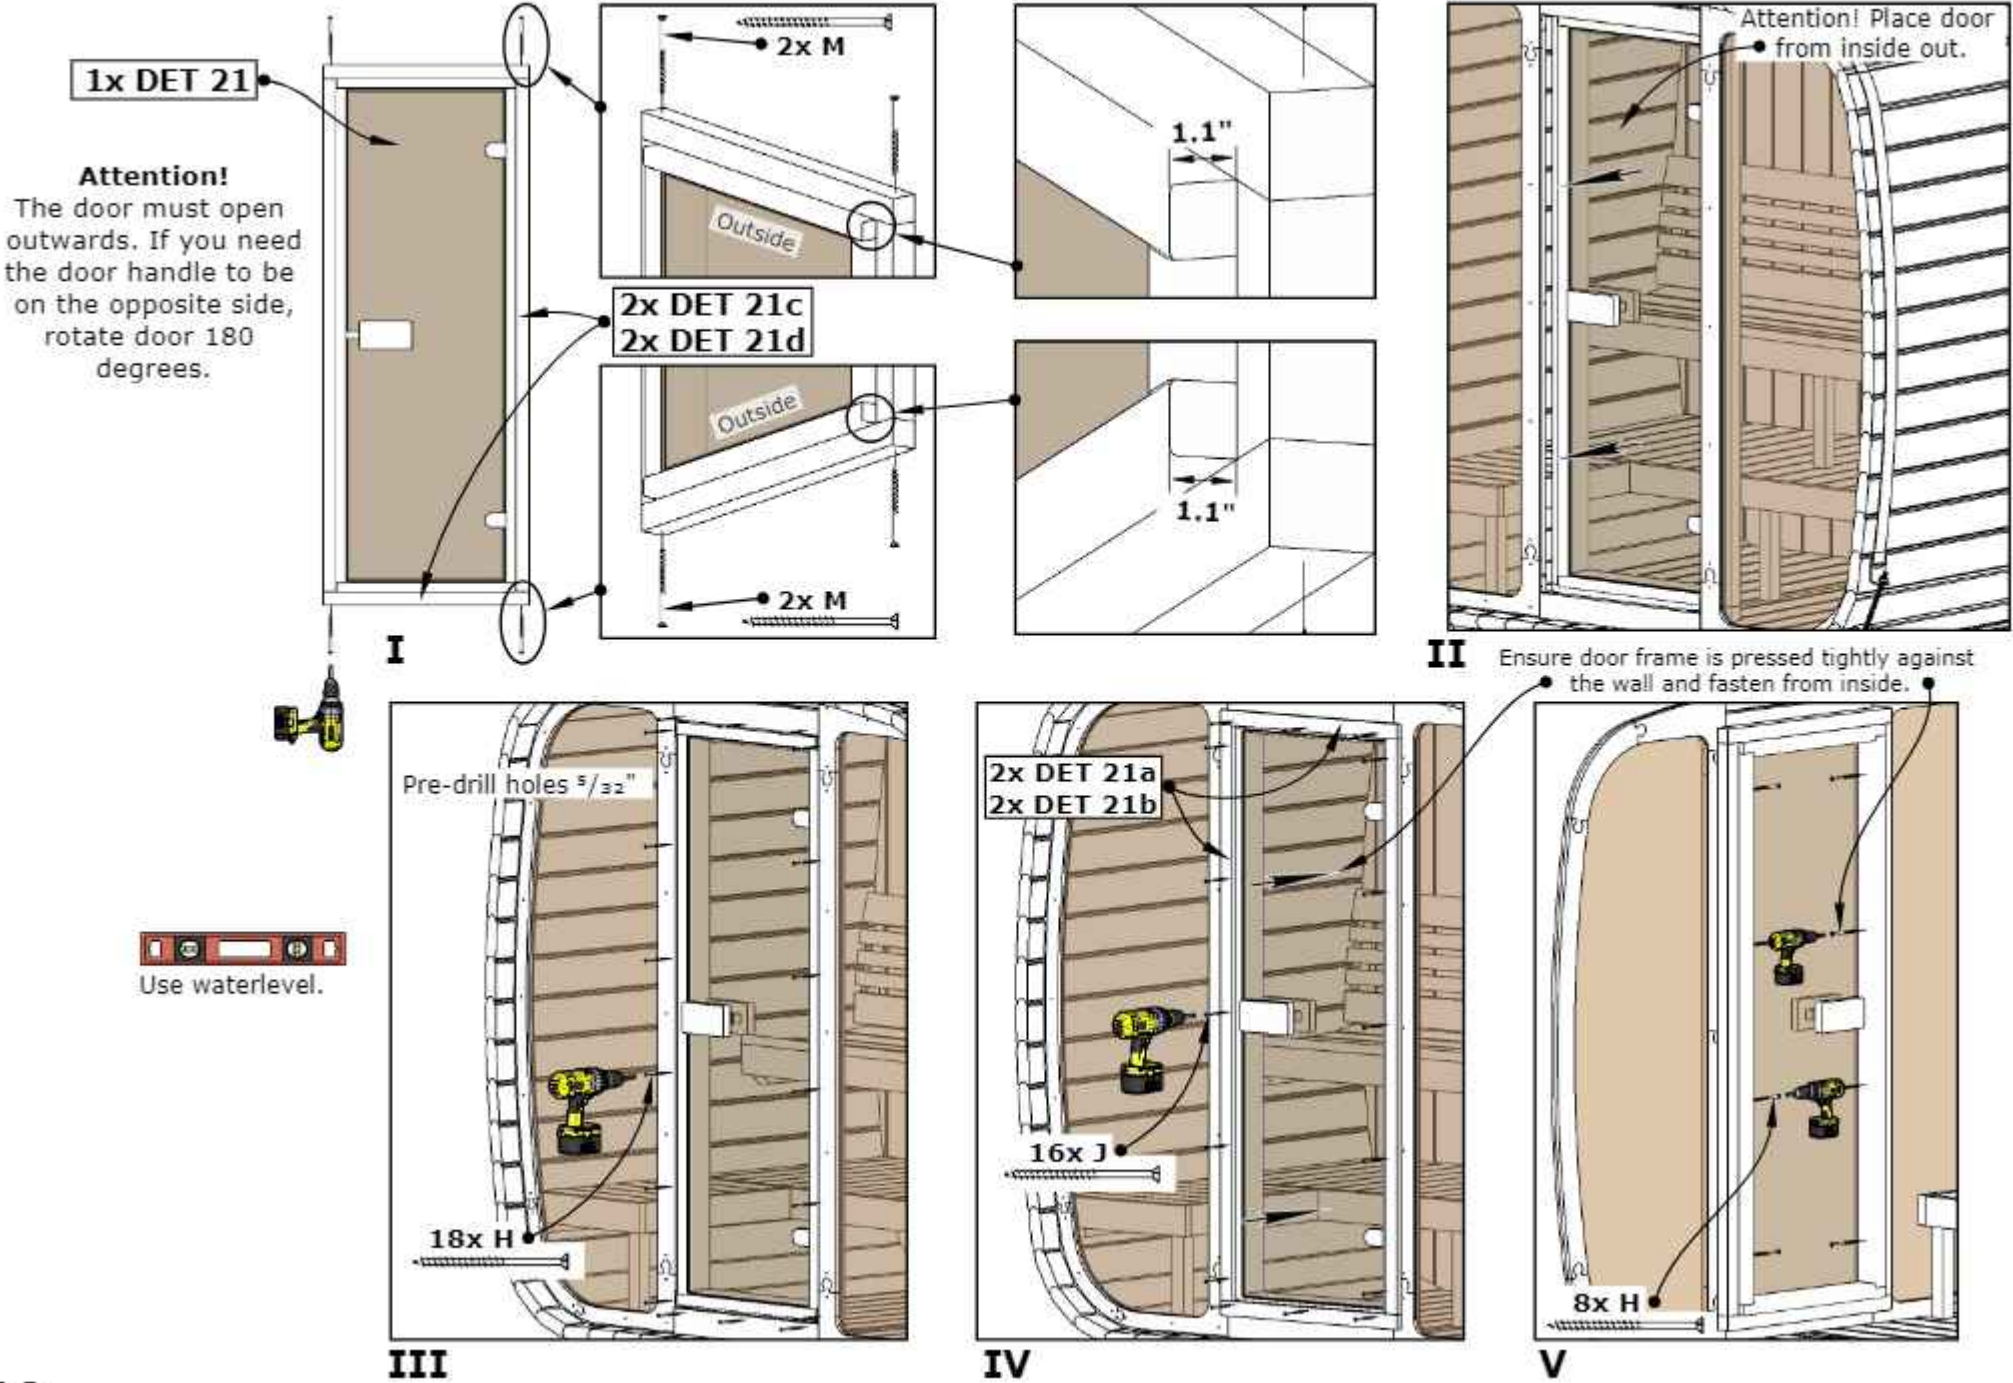 1x DET 21
Attention!
The door must open
outwards. If you need
the door handle to be
on the opposite side,
rotate door 180
degrees.
2x M
Outside
1.1"
2x DET 21c
2x DET 21d
Outside
2x M
1.1"
I
Attention! Place door
from inside out.
II
Ensure door frame is pressed tightly against
the wall and fasten from inside.
Use waterlevel.
Pre-drill holes ⁵/₃₂"
18x H
III
2x DET 21a
2x DET 21b
16x J
IV
8x H
V